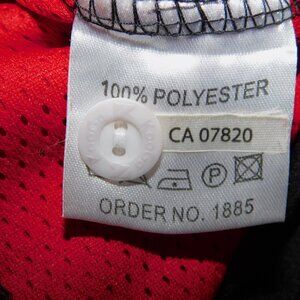 100% POLYESTER
CA 07820
P
ORDER NO. 1885